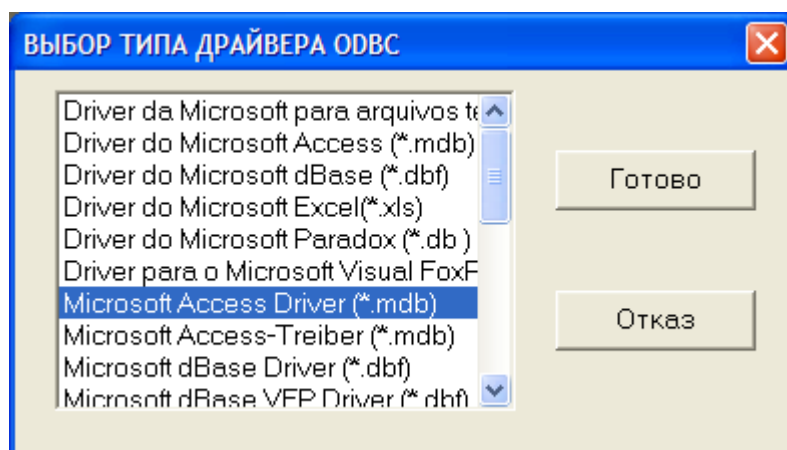 ВЫБОР ТИПА ДРАЙВЕРА ODBC
Driver da Microsoft para arquivos
Driver do Microsoft Access (*.mdb)
Driver do Microsoft dBase (*.dbf)
Driver do Microsoft Excel(*.xls)
Driver do Microsoft Paradox (*.db )
Driver para o Microsoft Visual
Microsoft Access Driver (*.mdb)
Microsoft Access-Treiber (*.mdb)
Microsoft dBase Driver (*.dbf)
Microsoft dBase VFP Driver (*.dbf)
Готово
Отказ